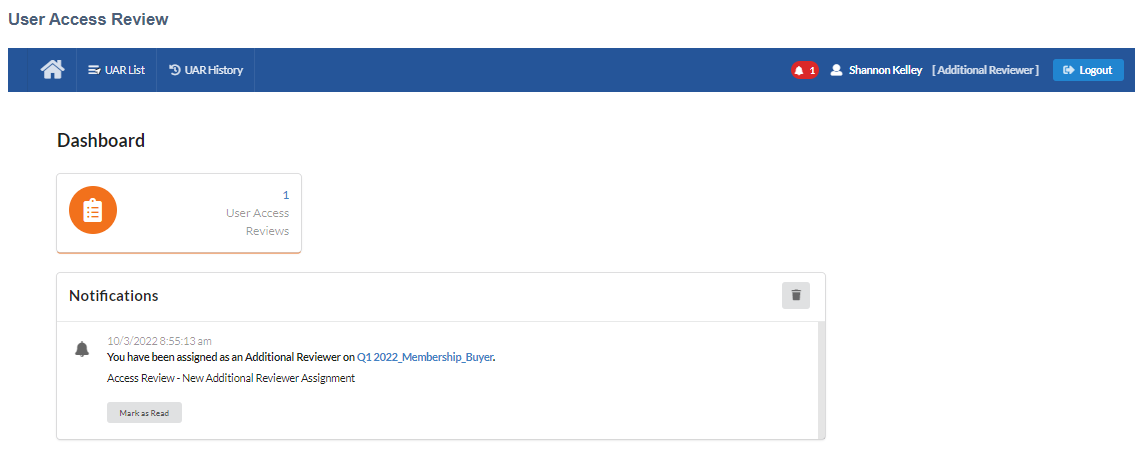 User Access Review
UAR List UAR History 1 Shannon Kelley [ Additional Reviewer ] Logout
Dashboard
1
User Access
Reviews
Notifications
10/3/2022 8:55:13 am
You have been assigned as an Additional Reviewer on Q1 2022_Membership_Buyer.
Access Review - New Additional Reviewer Assignment
Mark as Read